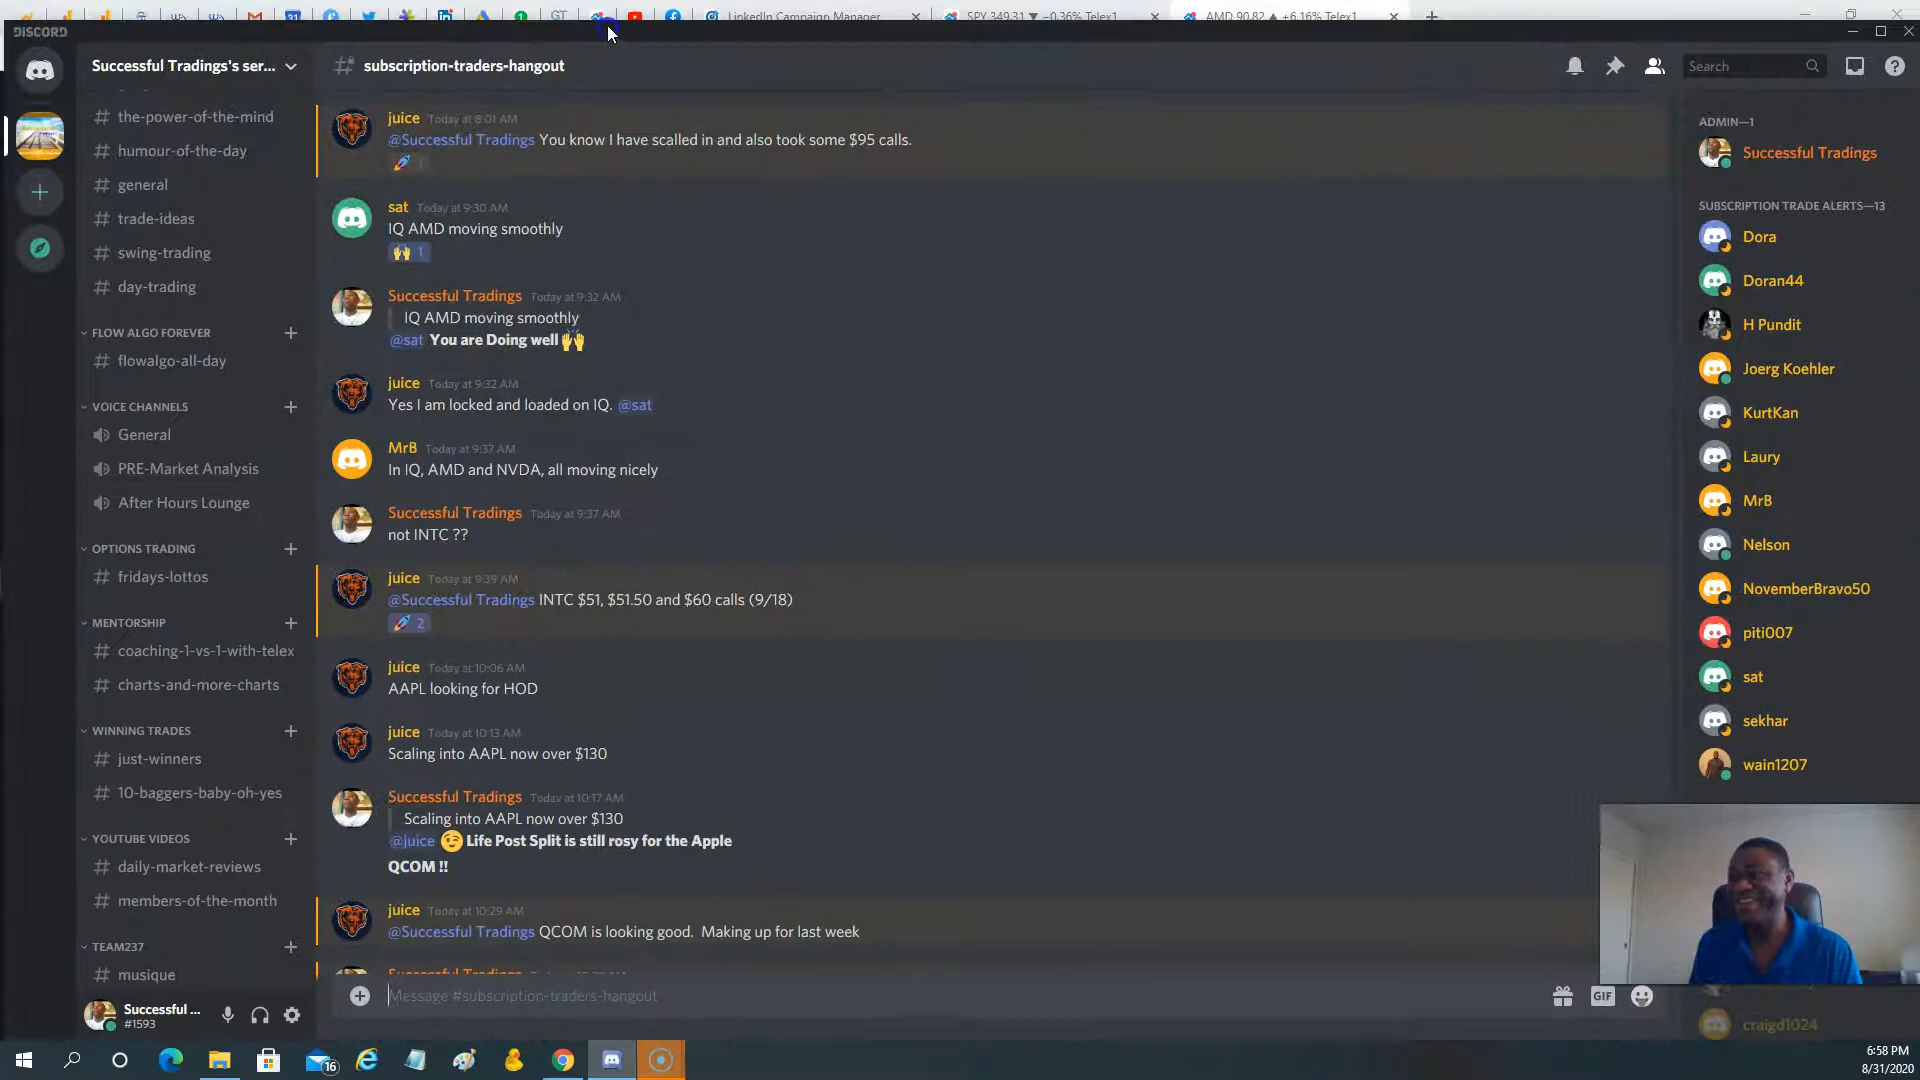 LinkedIn Campaign Manager
SPY 349.31 ▼ −0.36% Telex1
AMD 90.82 ▲ +6.16% Telex1
DISCORD
Successful Tradings's ser...
# the-power-of-the-mind
# humour-of-the-day
# general
# trade-ideas
# swing-trading
# day-trading
FLOW ALGO FOREVER
# flowalgo-all-day
VOICE CHANNELS
General
PRE-Market Analysis
After Hours Lounge
OPTIONS TRADING
# fridays-lottos
MENTORSHIP
# coaching-1-vs-1-with-telex
# charts-and-more-charts
WINNING TRADES
# just-winners
# 10-baggers-baby-oh-yes
YOUTUBE VIDEOS
# daily-market-reviews
# members-of-the-month
TEAM237
# musique
Successful ...
#1593
# subscription-traders-hangout
Search
juice Today at 8:01 AM
@Successful Tradings You know I have scalled in and also took some $95 calls.
🚀 1
sat Today at 9:30 AM
IQ AMD moving smoothly
🙌 1
Successful Tradings Today at 9:32 AM
IQ AMD moving smoothly
@sat You are Doing well 🙌
juice Today at 9:32 AM
Yes I am locked and loaded on IQ. @sat
MrB Today at 9:37 AM
In IQ, AMD and NVDA, all moving nicely
Successful Tradings Today at 9:37 AM
not INTC ??
juice Today at 9:39 AM
@Successful Tradings INTC $51, $51.50 and $60 calls (9/18)
🚀 2
juice Today at 10:06 AM
AAPL looking for HOD
juice Today at 10:13 AM
Scaling into AAPL now over $130
Successful Tradings Today at 10:17 AM
Scaling into AAPL now over $130
@juice 😉 Life Post Split is still rosy for the Apple
QCOM !!
juice Today at 10:29 AM
@Successful Tradings QCOM is looking good. Making up for last week
Successful Tradings
Message #subscription-traders-hangout
GIF
ADMIN—1
Successful Tradings
SUBSCRIPTION TRADE ALERTS—13
Dora
Doran44
H Pundit
Joerg Koehler
KurtKan
Laury
MrB
Nelson
NovemberBravo50
piti007
sat
sekhar
wain1207
craigd1024
16
6:58 PM
8/31/2020